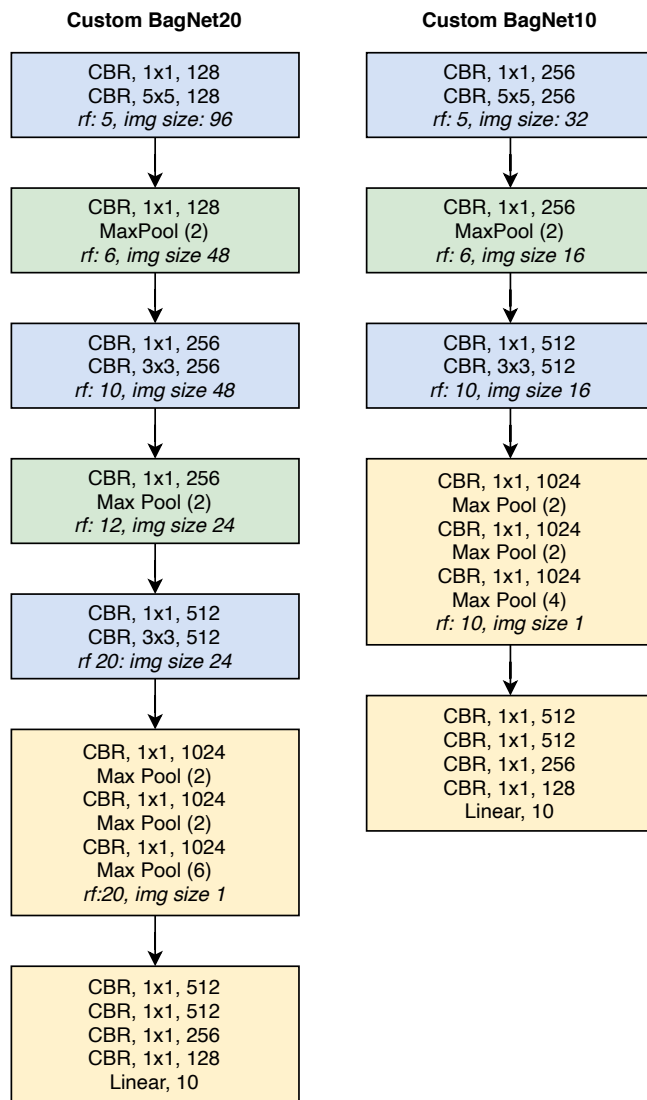 Custom BagNet20
CBR, 1x1, 128
CBR, 5x5, 128
rf: 5, img size: 96
CBR, 1x1, 128
MaxPool (2)
rf: 6, img size 48
CBR, 1x1, 256
CBR, 3x3, 256
rf: 10, img size 48
CBR, 1x1, 256
Max Pool (2)
rf: 12, img size 24
CBR, 1x1, 512
CBR, 3x3, 512
rf 20: img size 24
CBR, 1x1, 1024
Max Pool (2)
CBR, 1x1, 1024
Max Pool (2)
CBR, 1x1, 1024
Max Pool (6)
rf:20, img size 1
CBR, 1x1, 512
CBR, 1x1, 512
CBR, 1x1, 256
CBR, 1x1, 128
Linear, 10
Custom BagNet10
CBR, 1x1, 256
CBR, 5x5, 256
rf: 5, img size: 32
CBR, 1x1, 256
MaxPool (2)
rf: 6, img size 16
CBR, 1x1, 512
CBR, 3x3, 512
rf: 10, img size 16
CBR, 1x1, 1024
Max Pool (2)
CBR, 1x1, 1024
Max Pool (2)
CBR, 1x1, 1024
Max Pool (4)
rf: 10, img size 1
CBR, 1x1, 512
CBR, 1x1, 512
CBR, 1x1, 256
CBR, 1x1, 128
Linear, 10